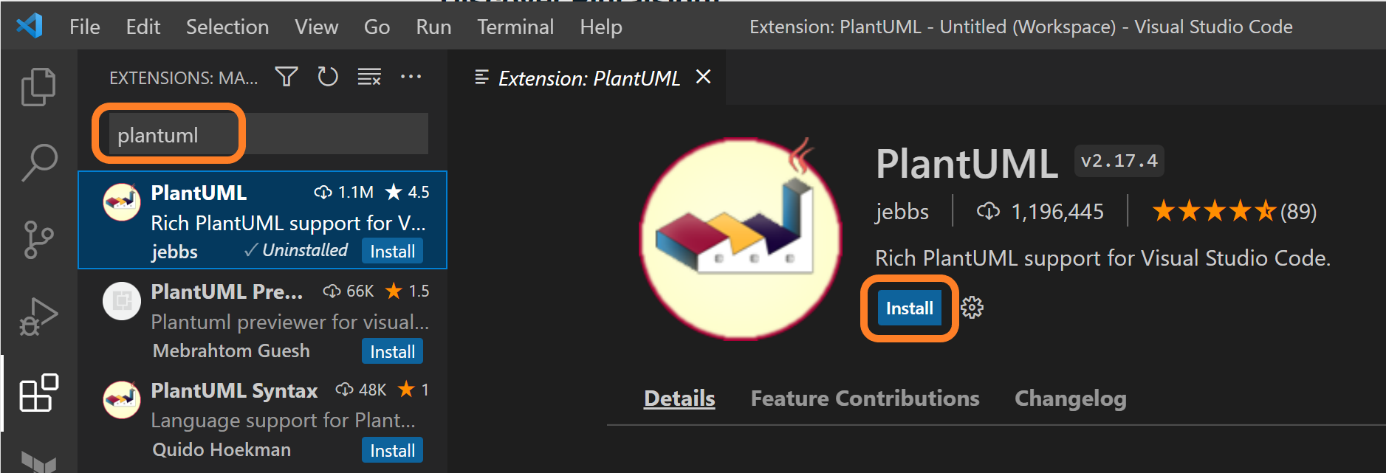 File Edit Selection View Go Run Terminal Help Extension: PlantUML - Untitled (Workspace) - Visual Studio Code
EXTENSIONS: MA...
Extension: PlantUML
plantuml
PlantUML 1.1M 4.5
Rich PlantUML support for V...
jebbs ✓ Uninstalled Install
PlantUML Pre... 66K 1.5
Plantuml previewer for visual...
Mebrahtom Guesh Install
PlantUML Syntax 48K 1
Language support for Plant...
Quido Hoekman Install
PlantUML v2.17.4
jebbs 1,196,445 (89)
Rich PlantUML support for Visual Studio Code.
Install
Details Feature Contributions Changelog